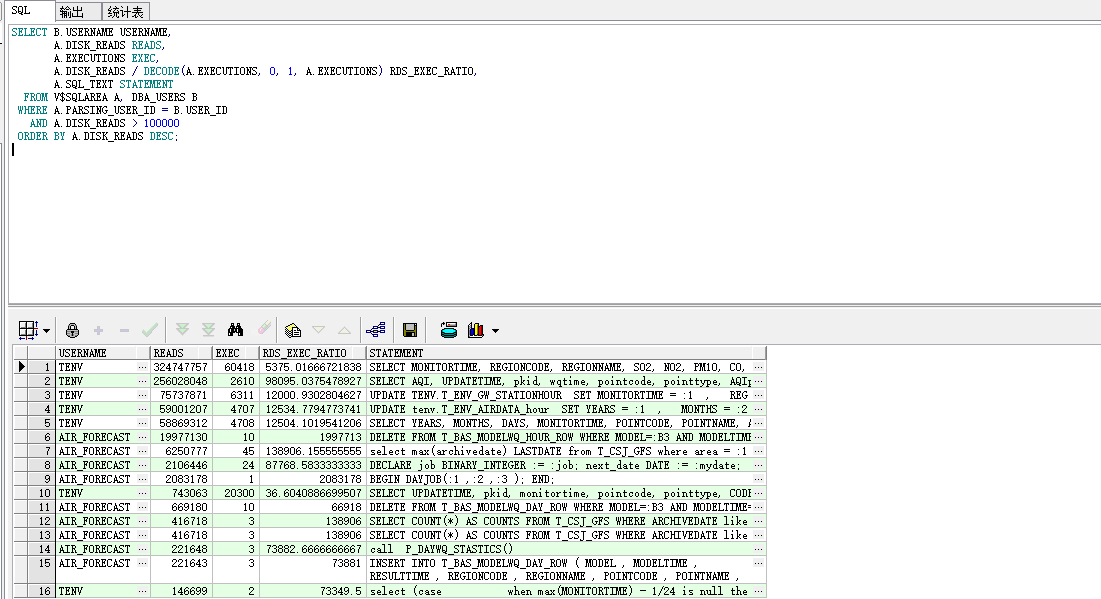 SQL 输出 统计表
SELECT B.USERNAME USERNAME,
A.DISK_READS READS,
A.EXECUTIONS EXEC,
A.DISK_READS / DECODE(A.EXECUTIONS, 0, 1, A.EXECUTIONS) RDS_EXEC_RATIO,
A.SQL_TEXT STATEMENT
FROM V$SQLAREA A, DBA_USERS B
WHERE A.PARSING_USER_ID = B.USER_ID
AND A.DISK_READS > 100000
ORDER BY A.DISK_READS DESC;
USERNAME READS EXEC RDS_EXEC_RATIO STATEMENT
1 TENV ... 324747757 60418 5375.01666721838 SELECT MONITORTIME, REGIONCODE, REGIONNAME, SO2, NO2, PM10, CO, ...
2 TENV ... 256028048 2610 98095.0375478927 SELECT AQI, UPDATETIME, pkid, wqtime, pointcode, pointtype, AQIp ...
3 TENV ... 75737871 6311 12000.9302804627 UPDATE TENV.T_ENV_GW_STATIONHOUR SET MONITORTIME = :1 , REG ...
4 TENV ... 59001207 4707 12534.7794773741 UPDATE tenv.T_ENV_AIRDATA_hour SET YEARS = :1 , MONTHS = :2 ...
5 TENV ... 58869312 4708 12504.1019541206 SELECT YEARS, MONTHS, DAYS, MONITORTIME, POINTCODE, POINTNAME, A ...
6 AIR_FORECAST ... 19977130 10 1997713 DELETE FROM T_BAS_MODELWQ_HOUR_ROW WHERE MODEL=:B3 AND MODELTIME ...
7 AIR_FORECAST ... 6250777 45 138906.155555555 select max(archivedate) LASTDATE from T_CSJ_GFS where area = :1 ...
8 AIR_FORECAST ... 2106446 24 87768.5833333333 DECLARE job BINARY_INTEGER := :job; next_date DATE := :mydate; ...
9 AIR_FORECAST ... 2083178 1 2083178 BEGIN DAYJOB(:1 ,:2 ,:3 ); END; ...
10 TENV ... 743063 20300 36.6040886699507 SELECT UPDATETIME, pkid, monitortime, pointcode, pointtype, CODE ...
11 AIR_FORECAST ... 669180 10 66918 DELETE FROM T_BAS_MODELWQ_DAY_ROW WHERE MODEL=:B3 AND MODELTIME= ...
12 AIR_FORECAST ... 416718 3 138906 SELECT COUNT(*) AS COUNTS FROM T_CSJ_GFS WHERE ARCHIVEDATE like ...
13 AIR_FORECAST ... 416718 3 138906 SELECT COUNT(*) AS COUNTS FROM T_CSJ_GFS WHERE ARCHIVEDATE like ...
14 AIR_FORECAST ... 221648 3 73882.6666666667 call P_DAYWQ_STASTICS() ...
15 AIR_FORECAST ... 221643 3 73881 INSERT INTO T_BAS_MODELWQ_DAY_ROW ( MODEL , MODELTIME , ...
RESULTTIME , REGIONCODE , REGIONNAME , POINTCODE , POINTNAME ,
16 TENV ... 146699 2 73349.5 select (case when max(MONITORTIME) - 1/24 is null the ...